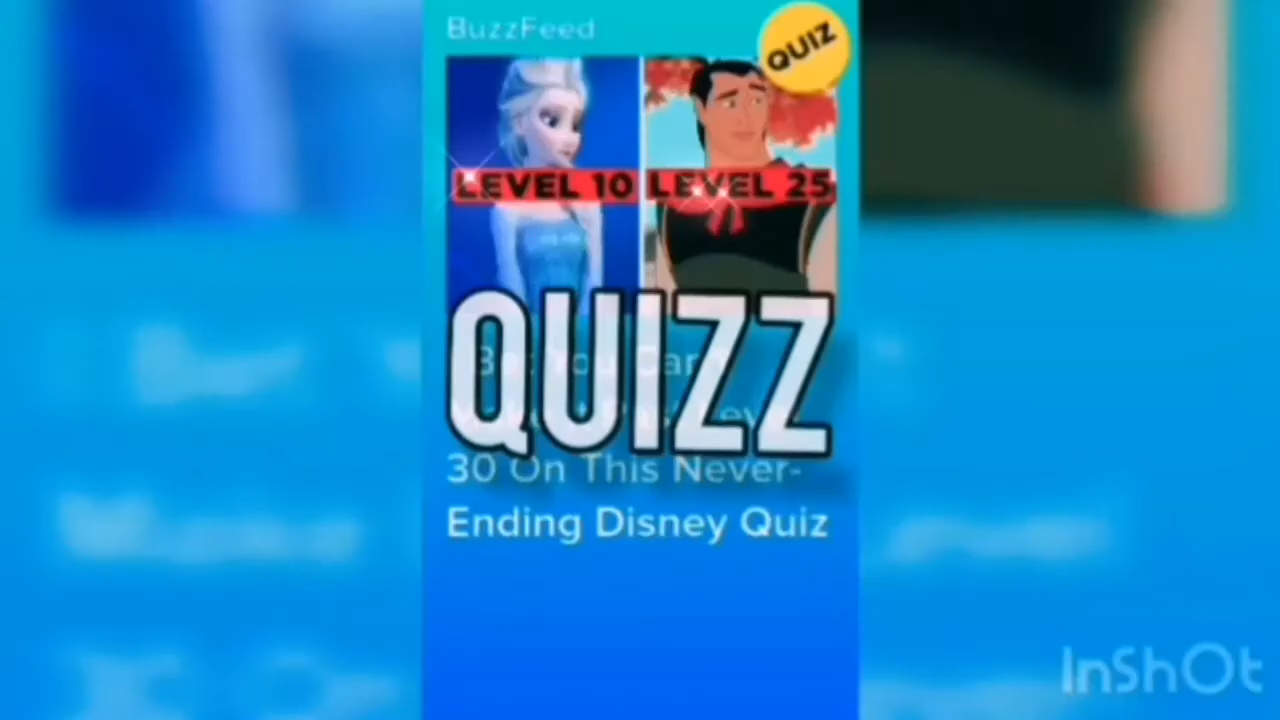 BuzzFeed
QUIZ
LEVEL 10
LEVEL 25
QUIZZ
30 On This Never-
Ending Disney Quiz
InShOt